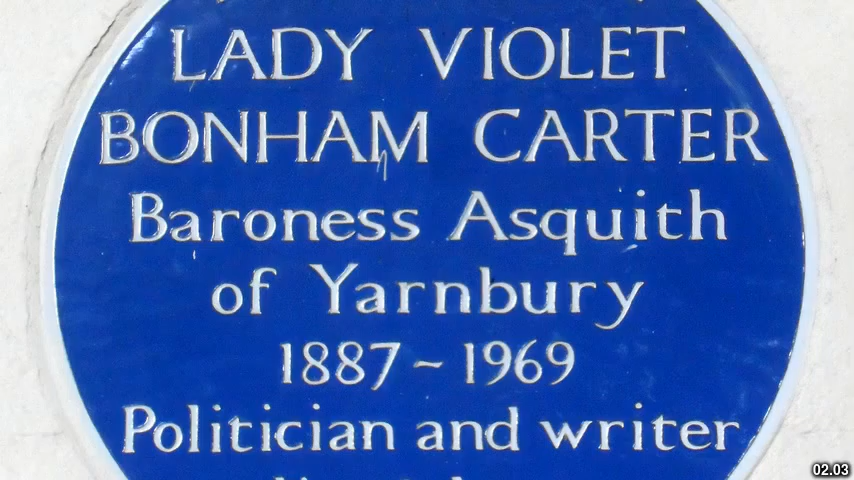 LADY VIOLET
BONHAM CARTER
Baroness Asquith
of Yarnbury
1887 ~ 1969
Politician and writer
02.03